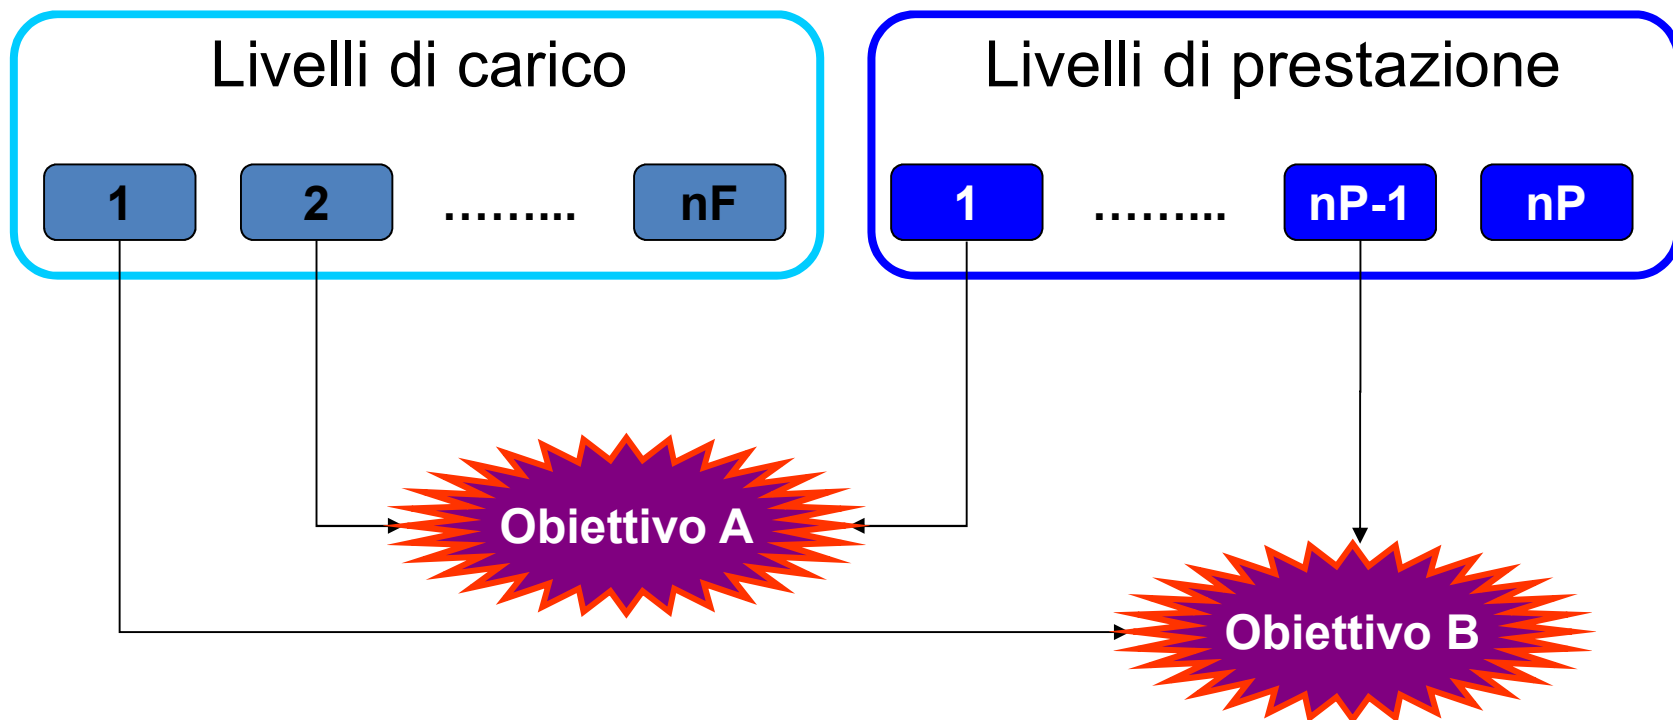 Livelli di carico
Livelli di prestazione
1 2 ……... nF
1 ……... nP-1 nP
Obiettivo A
Obiettivo B